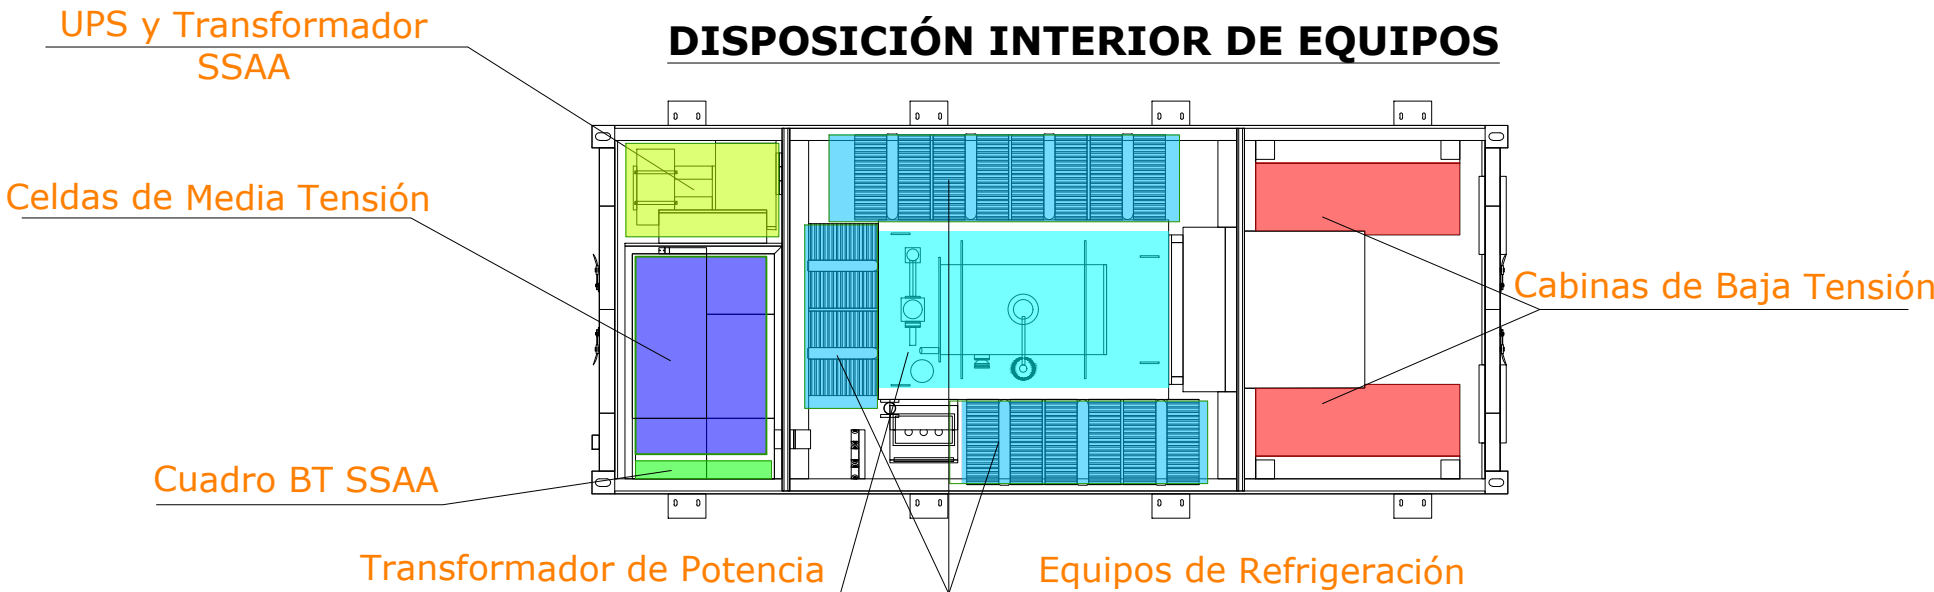 UPS y Transformador
SSAA
DISPOSICIÓN INTERIOR DE EQUIPOS
Celdas de Media Tensión
Cabinas de Baja Tensión
Cuadro BT SSAA
Transformador de Potencia
Equipos de Refrigeración